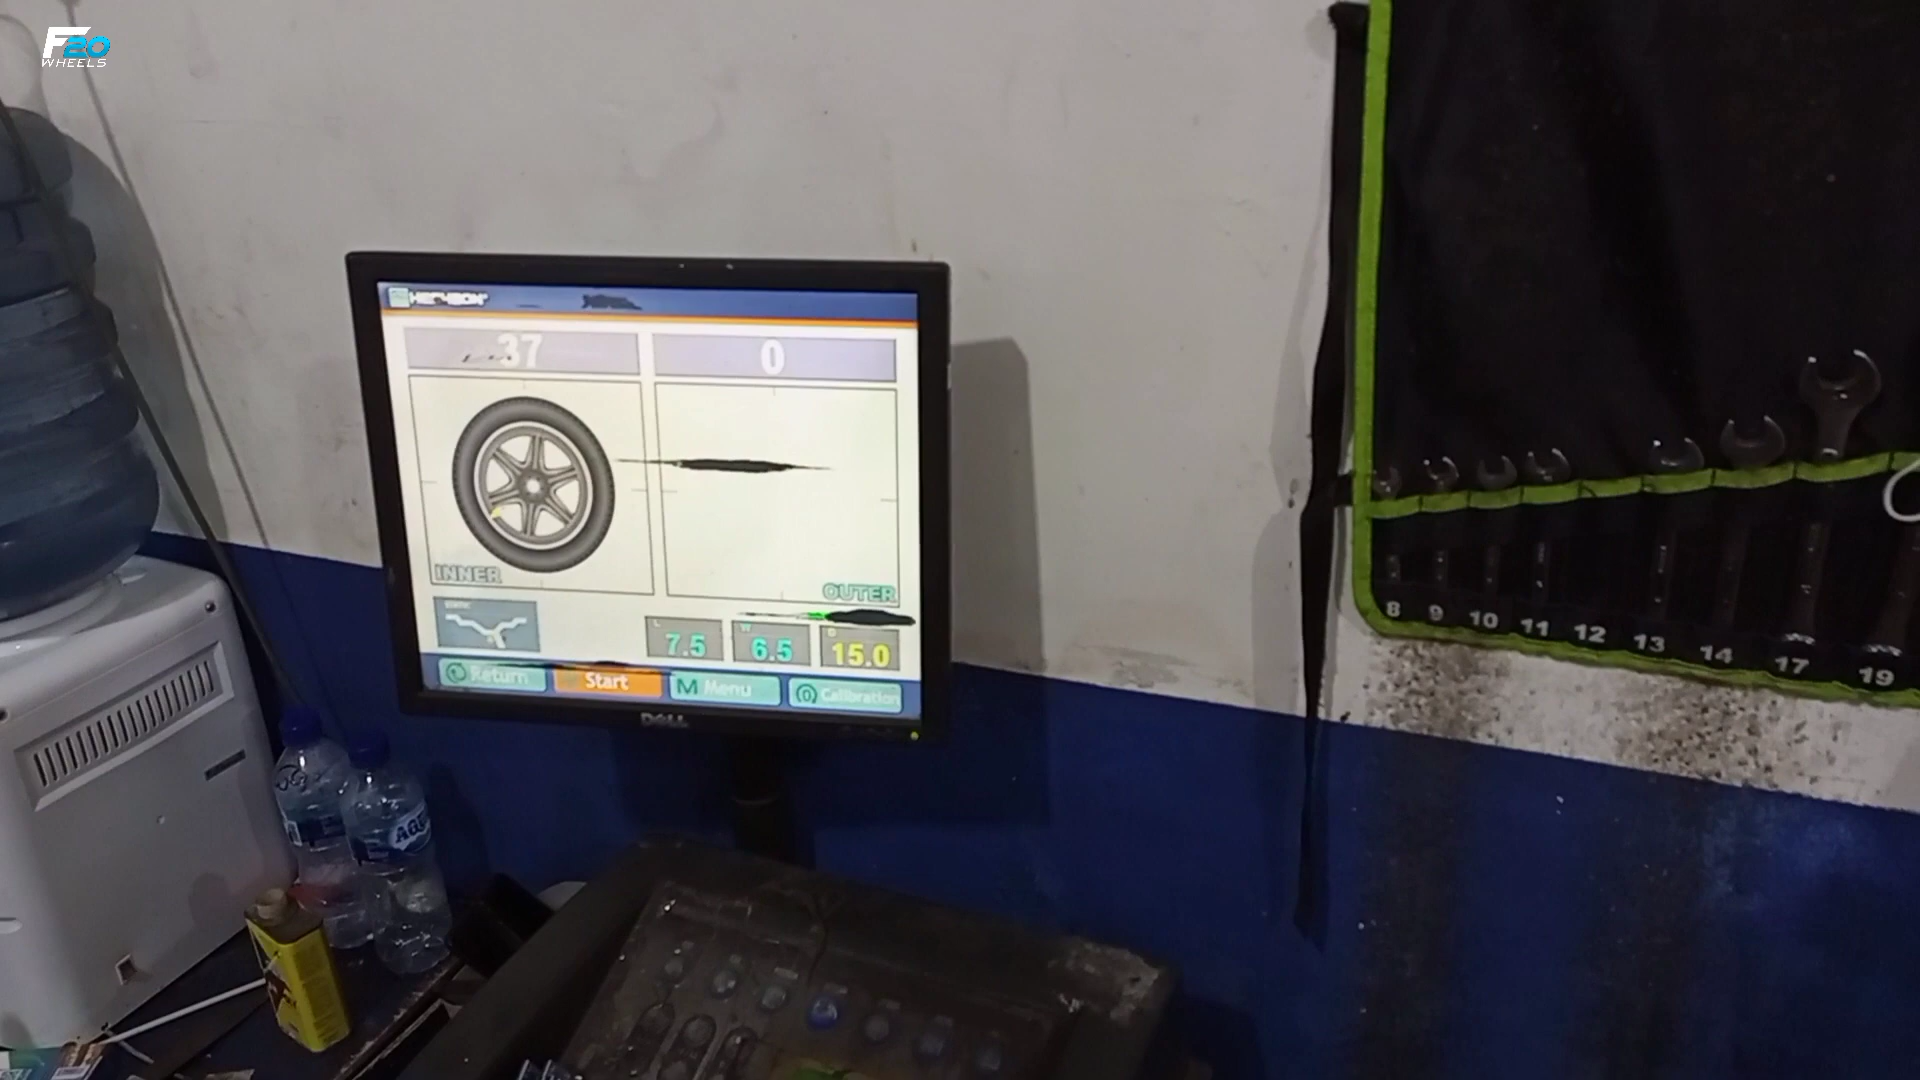 F20
WHEELS
37
0
INNER
OUTER
7.5
6.5
15.0
Return
Start
M Menu
Calibration
DELL
8 9 10 11 12 13 14 17 19